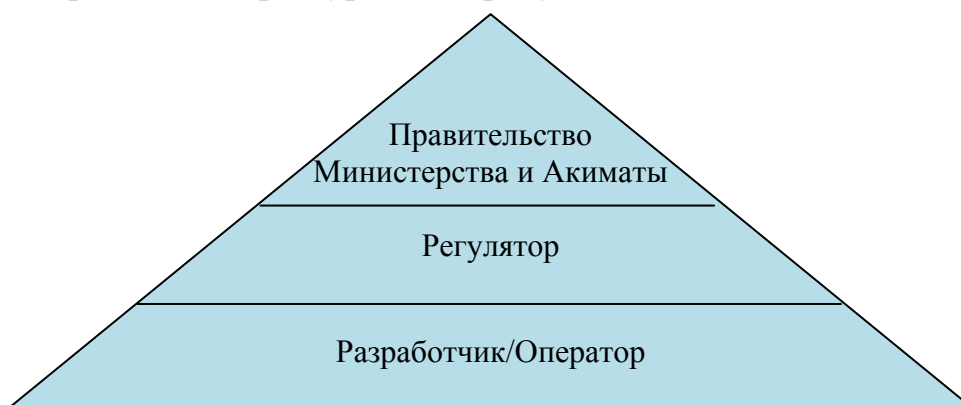 Правительство
Министерства и Акиматы
Регулятор
Разработчик/Оператор